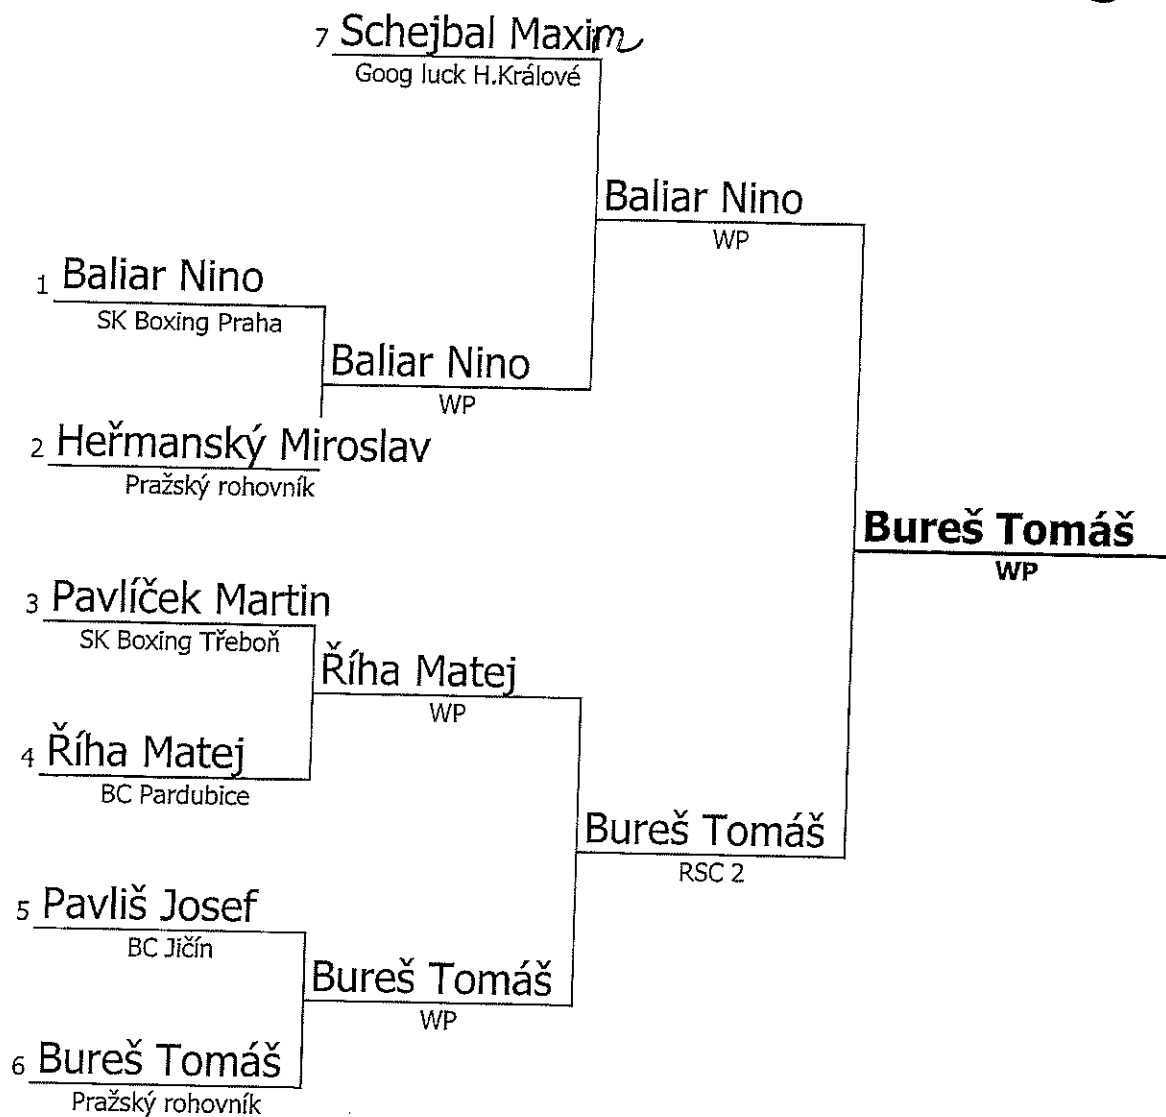 7 Schejbal Maxim
Goog luck H.Králové
Baliar Nino
WP
1 Baliar Nino
SK Boxing Praha
Baliar Nino
WP
2 Heřmanský Miroslav
Pražský rohovník
Bureš Tomáš
WP
3 Pavlíček Martin
SK Boxing Třeboň
Říha Matej
WP
4 Říha Matej
BC Pardubice
Bureš Tomáš
RSC 2
5 Pavliš Josef
BC Jičín
Bureš Tomáš
WP
6 Bureš Tomáš
Pražský rohovník